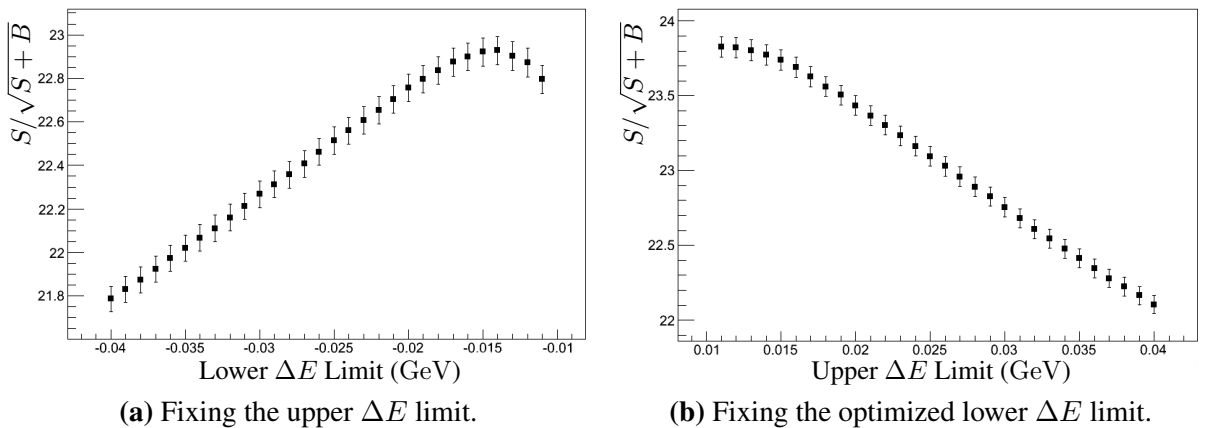 S/√S + B
23
22.8
22.6
22.4
22.2
22
21.8
-0.04 -0.035 -0.03 -0.025 -0.02 -0.015 -0.01
Lower ΔE Limit (GeV)
(a) Fixing the upper ΔE limit.
S/√S + B
24
23.5
23
22.5
22
0.01 0.015 0.02 0.025 0.03 0.035 0.04
Upper ΔE Limit (GeV)
(b) Fixing the optimized lower ΔE limit.